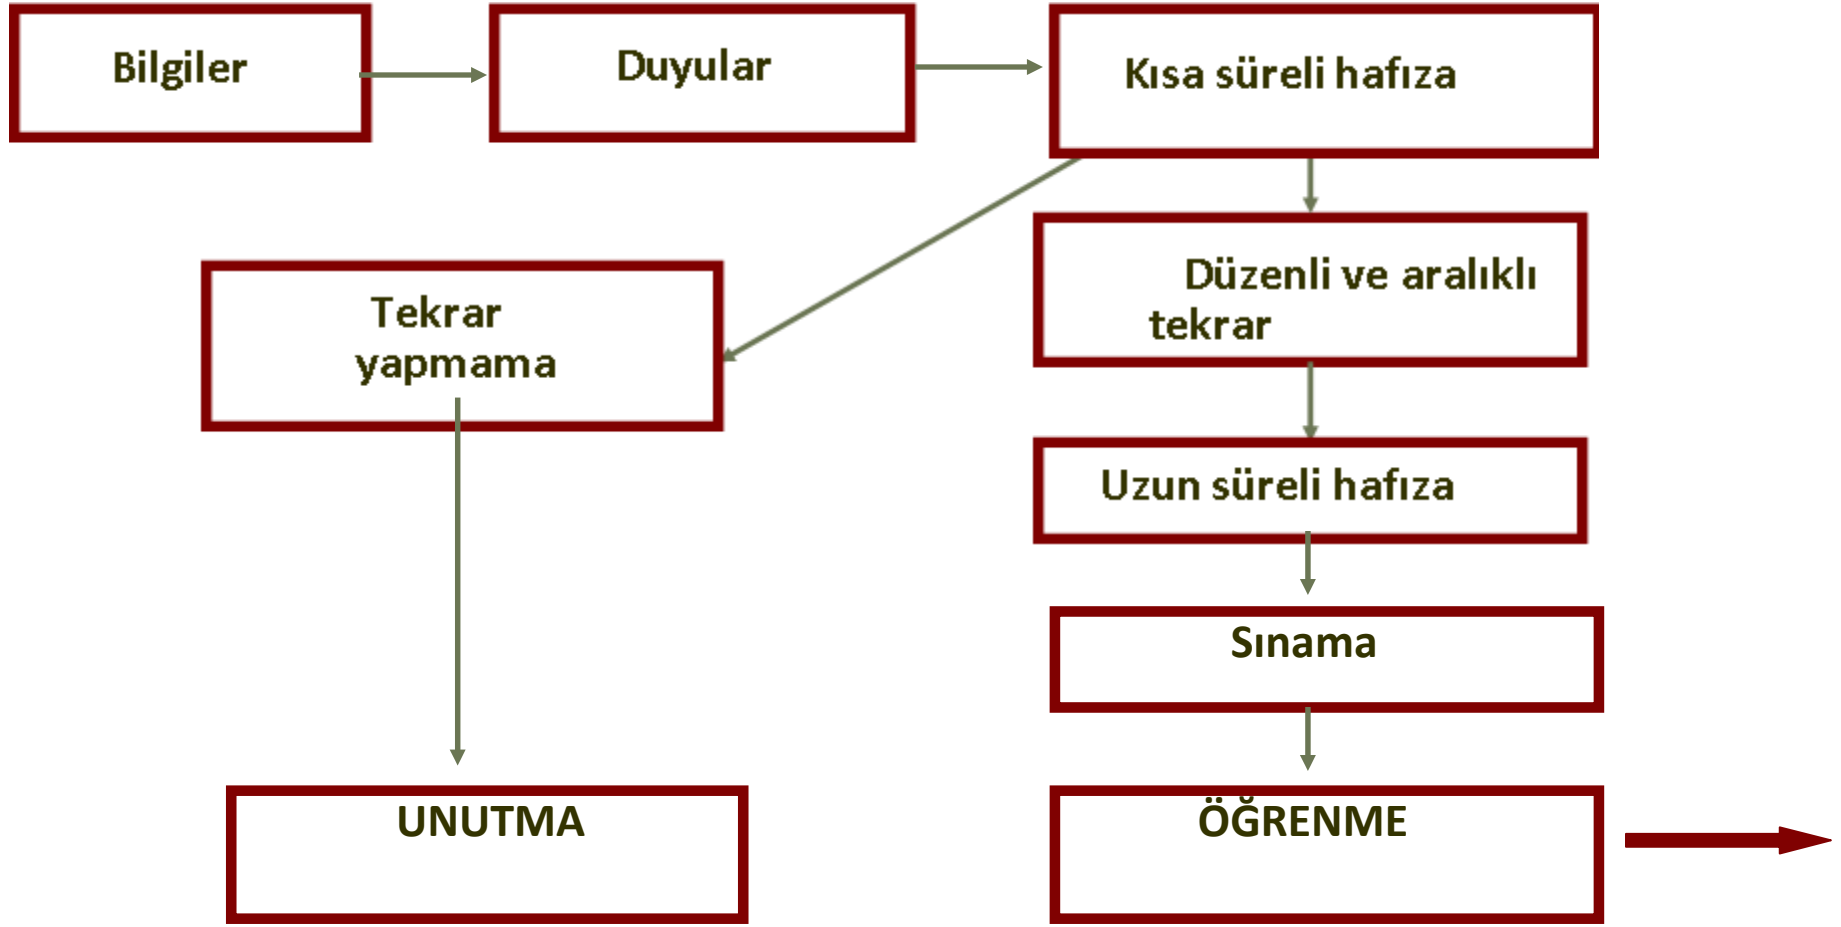 Bilgiler
Duyular
Kısa süreli hafıza
Düzenli ve aralıklı
tekrar
Tekrar
yapmama
Uzun süreli hafıza
Sınama
UNUTMA
ÖĞRENME